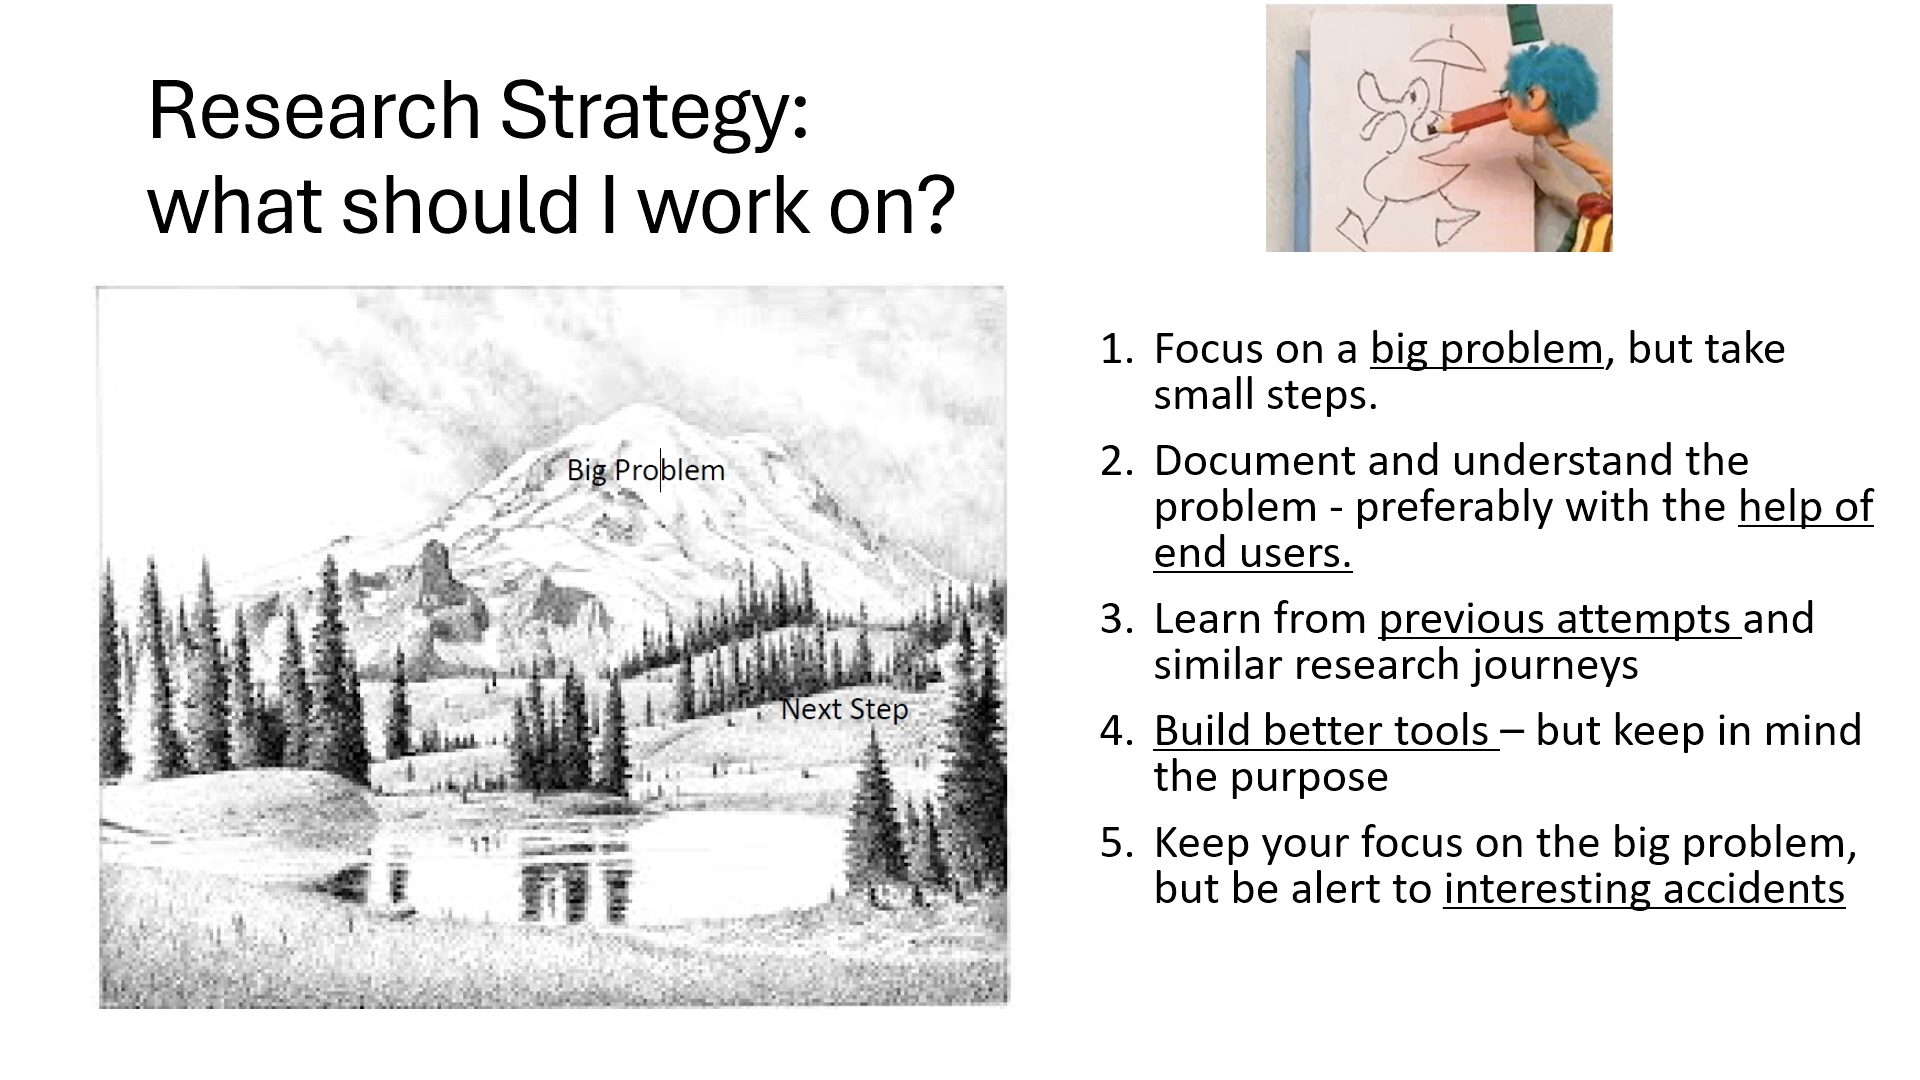 Research Strategy:
what should I work on?
Big Problem
Next Step
1. Focus on a big problem, but take
small steps.
2. Document and understand the
problem - preferably with the help of
end users.
3. Learn from previous attempts and
similar research journeys
4. Build better tools – but keep in mind
the purpose
5. Keep your focus on the big problem,
but be alert to interesting accidents